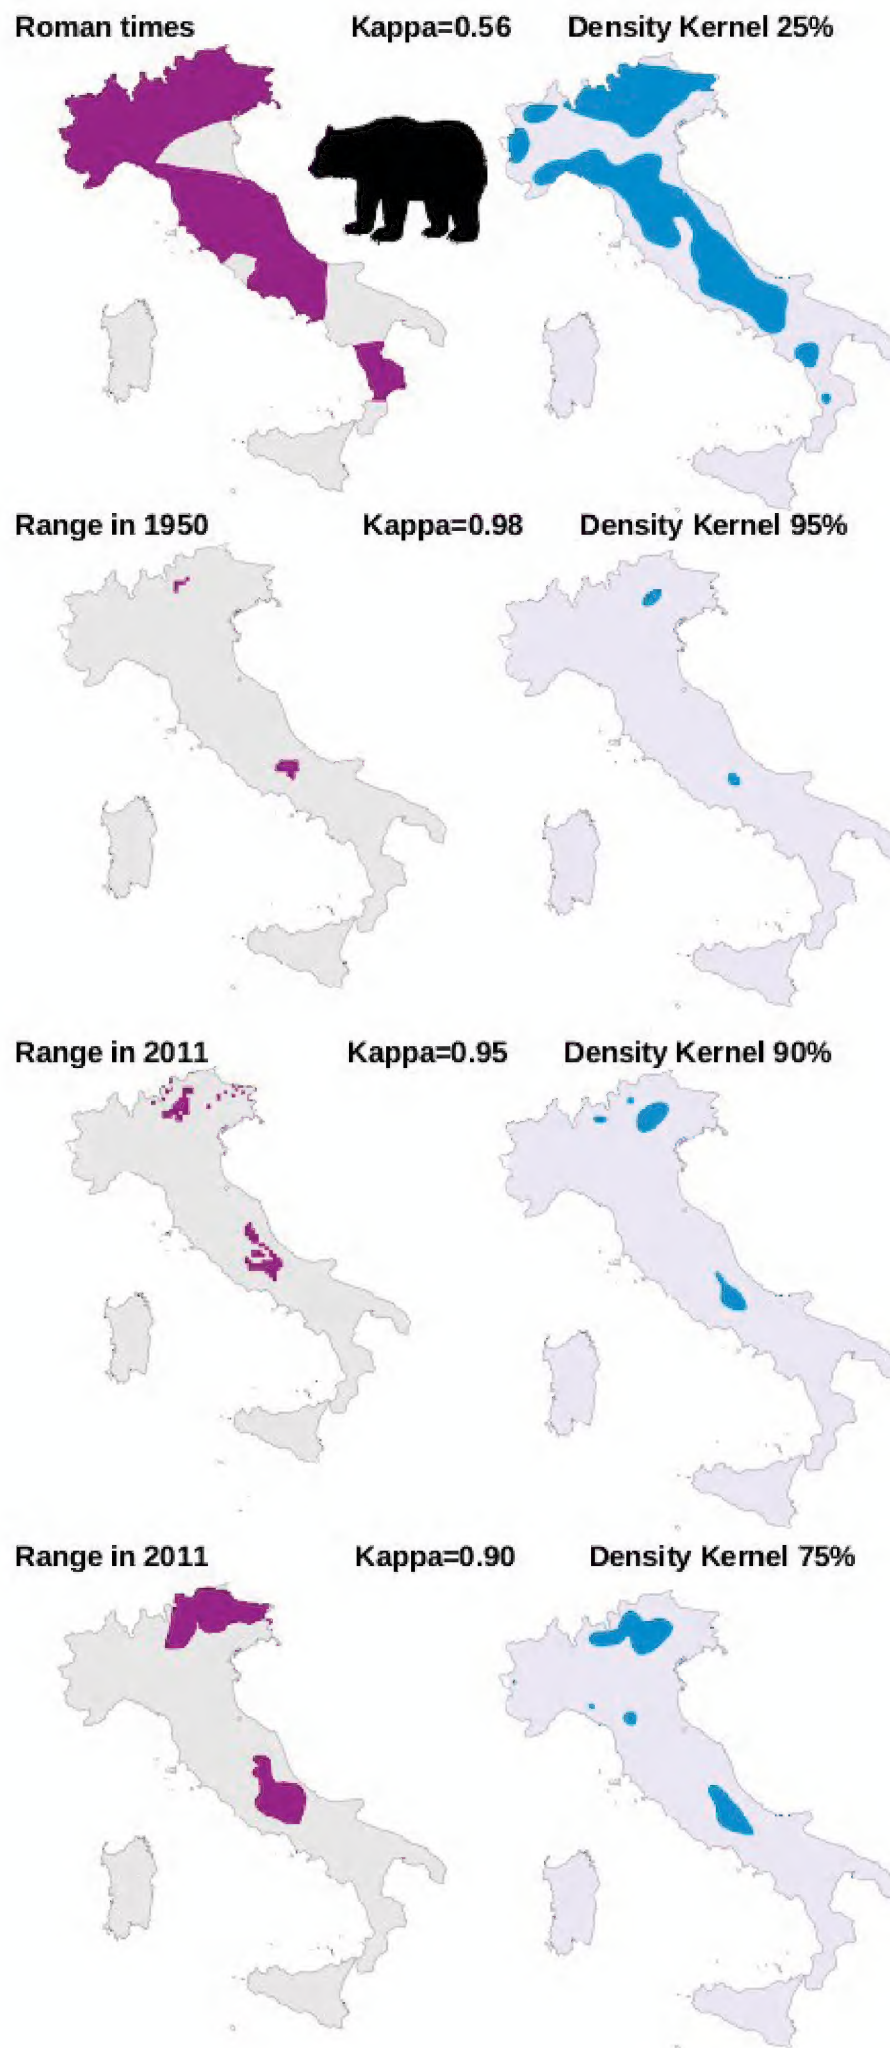 Roman times Kappa=0.56 Density Kernel 25%
Range in 1950 Kappa=0.98 Density Kernel 95%
Range in 2011 Kappa=0.95 Density Kernel 90%
Range in 2011 Kappa=0.90 Density Kernel 75%